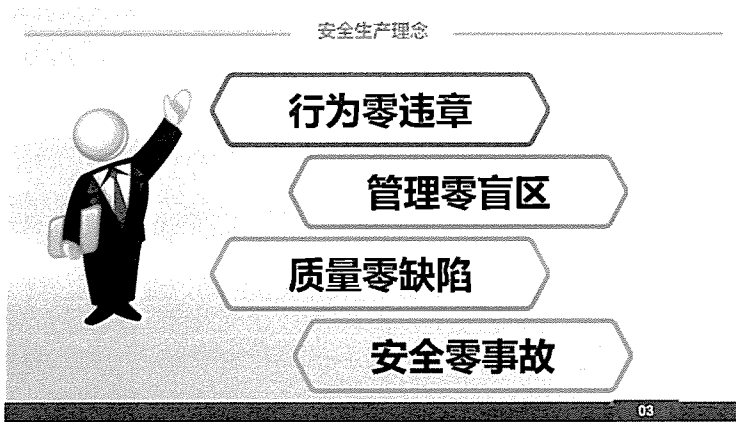 安全生产理念
行为零违章
管理零盲区
质量零缺陷
安全零事故
03